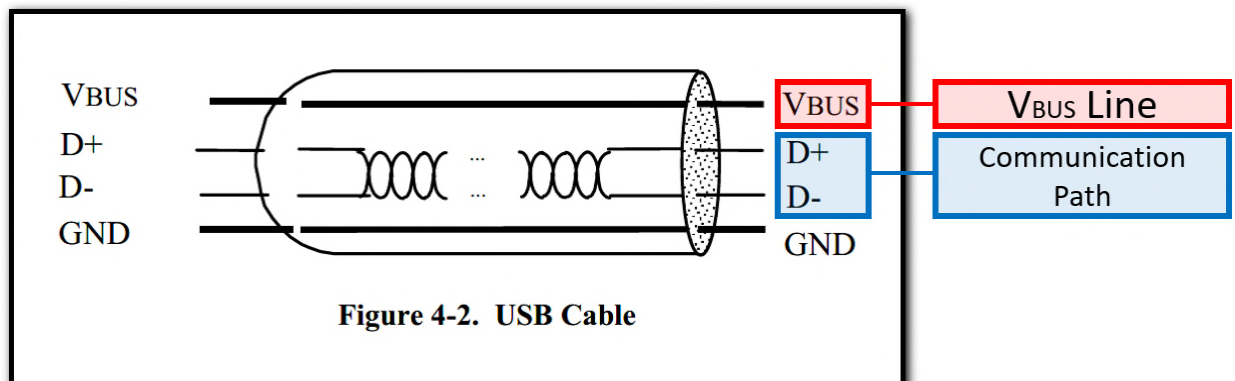 VBUS
D+
D-
GND
...
...
VBUS
D+
D-
GND
VBUS Line
Communication
Path
Figure 4-2. USB Cable